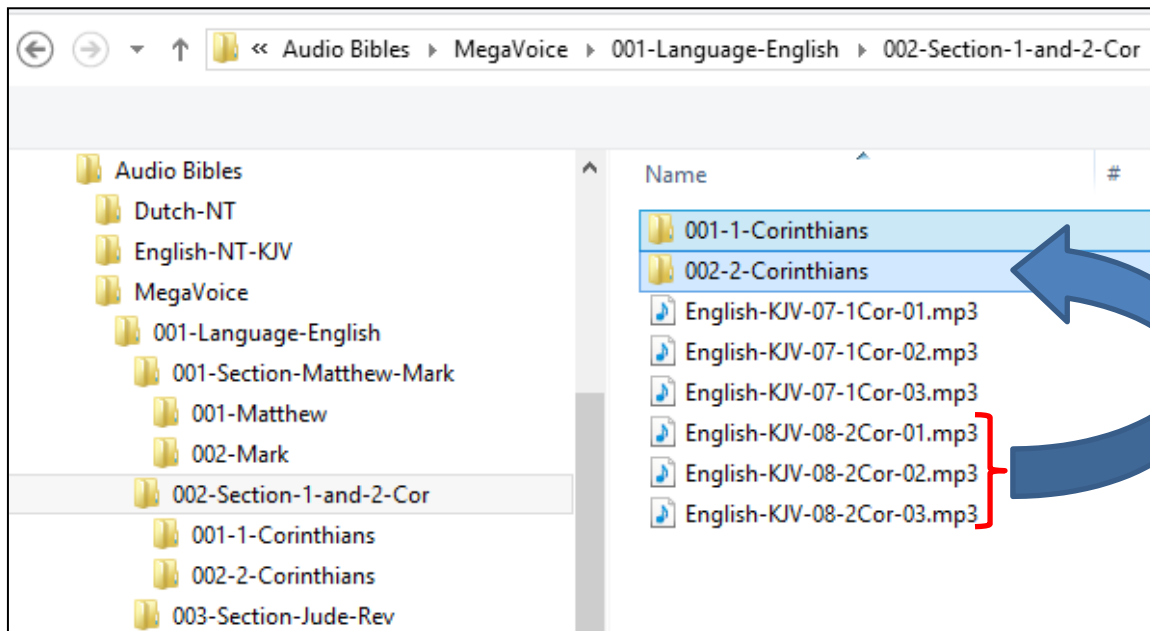 « Audio Bibles MegaVoice 001-Language-English 002-Section-1-and-2-Cor
Audio Bibles
Dutch-NT
English-NT-KJV
MegaVoice
001-Language-English
001-Section-Matthew-Mark
001-Matthew
002-Mark
002-Section-1-and-2-Cor
001-1-Corinthians
002-2-Corinthians
003-Section-Jude-Rev
Name #
001-1-Corinthians
002-2-Corinthians
English-KJV-07-1Cor-01.mp3
English-KJV-07-1Cor-02.mp3
English-KJV-07-1Cor-03.mp3
English-KJV-08-2Cor-01.mp3
English-KJV-08-2Cor-02.mp3
English-KJV-08-2Cor-03.mp3